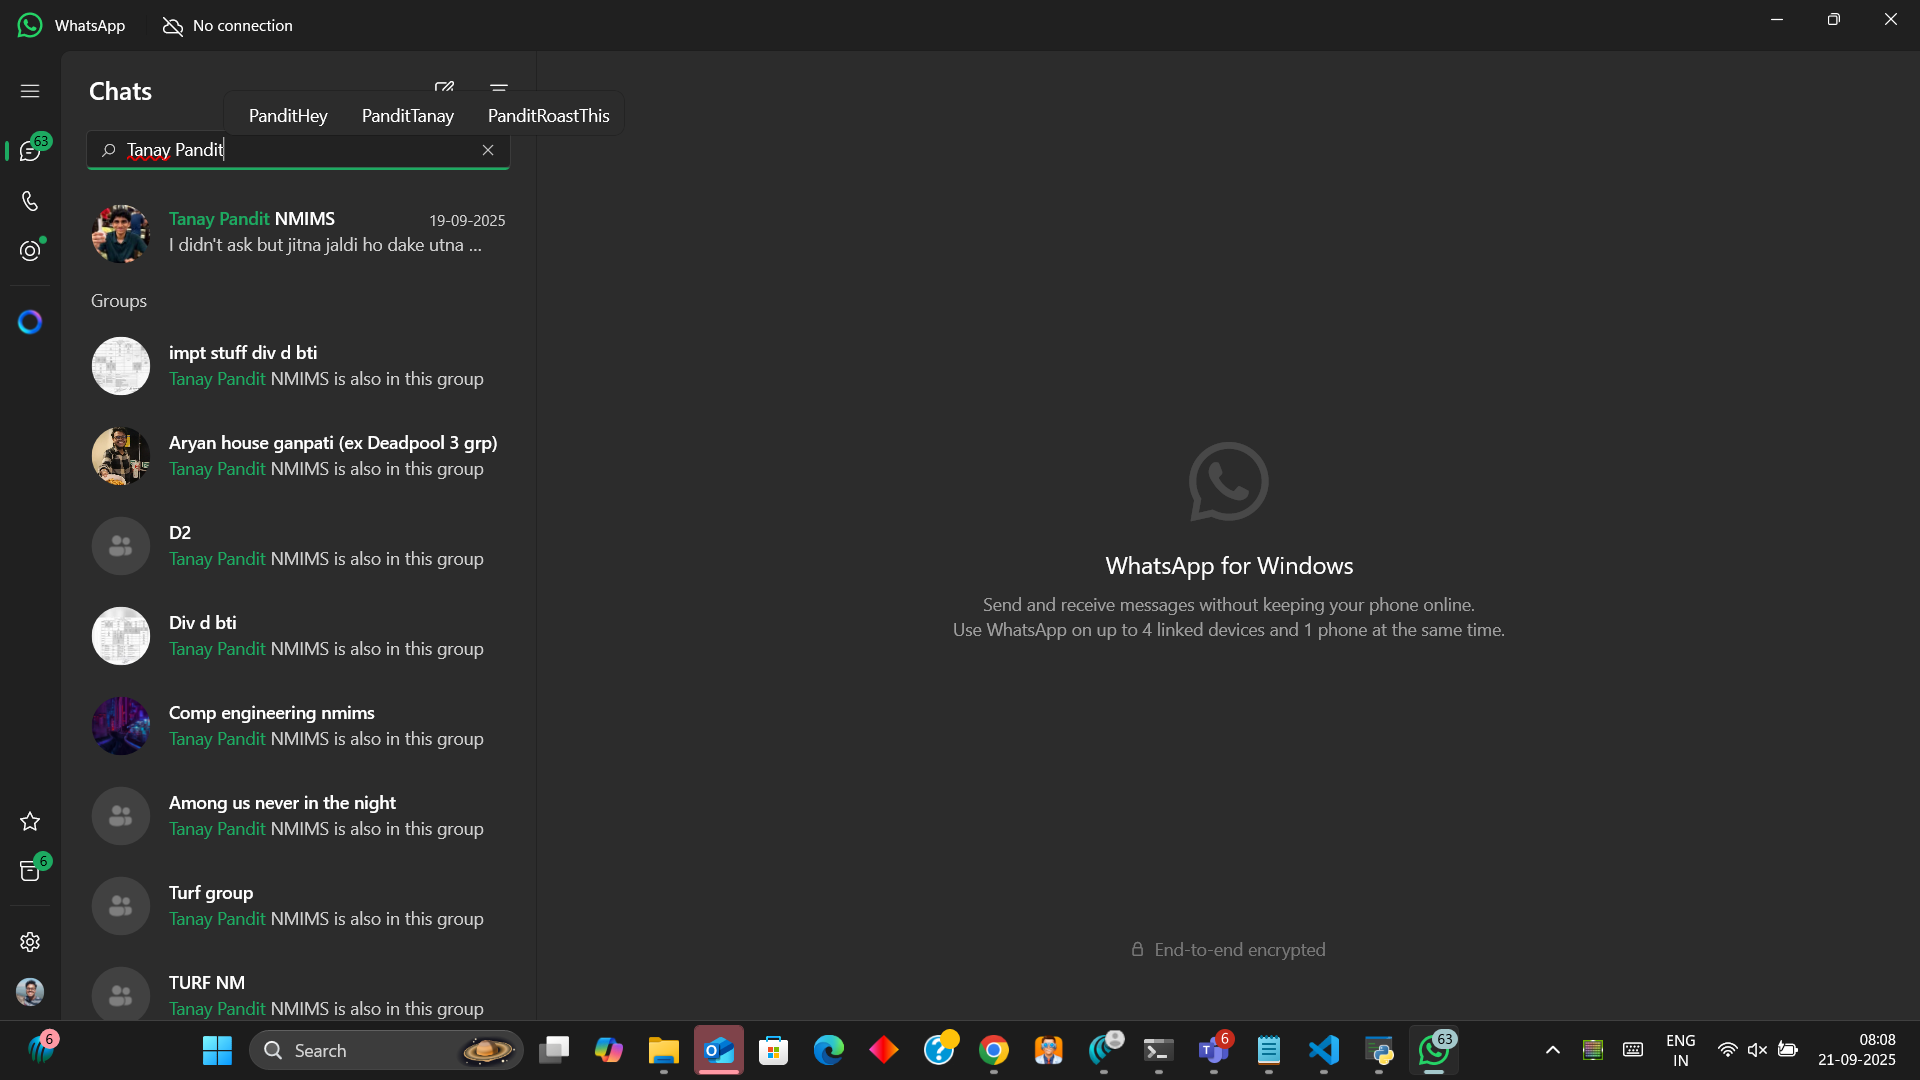 WhatsApp
No connection
Chats
PanditHey PanditTanay PanditRoastThis
Tanay Pandit
63
Tanay Pandit NMIMS 19-09-2025
I didn't ask but jitna jaldi ho dake utna ...
Groups
impt stuff div d bti
Tanay Pandit NMIMS is also in this group
Aryan house ganpati (ex Deadpool 3 grp)
Tanay Pandit NMIMS is also in this group
D2
Tanay Pandit NMIMS is also in this group
Div d bti
Tanay Pandit NMIMS is also in this group
Comp engineering nmims
Tanay Pandit NMIMS is also in this group
Among us never in the night
Tanay Pandit NMIMS is also in this group
6
Turf group
Tanay Pandit NMIMS is also in this group
TURF NM
Tanay Pandit NMIMS is also in this group
WhatsApp for Windows
Send and receive messages without keeping your phone online.
Use WhatsApp on up to 4 linked devices and 1 phone at the same time.
End-to-end encrypted
6
Search
6
63
ENG
IN
08:08
21-09-2025